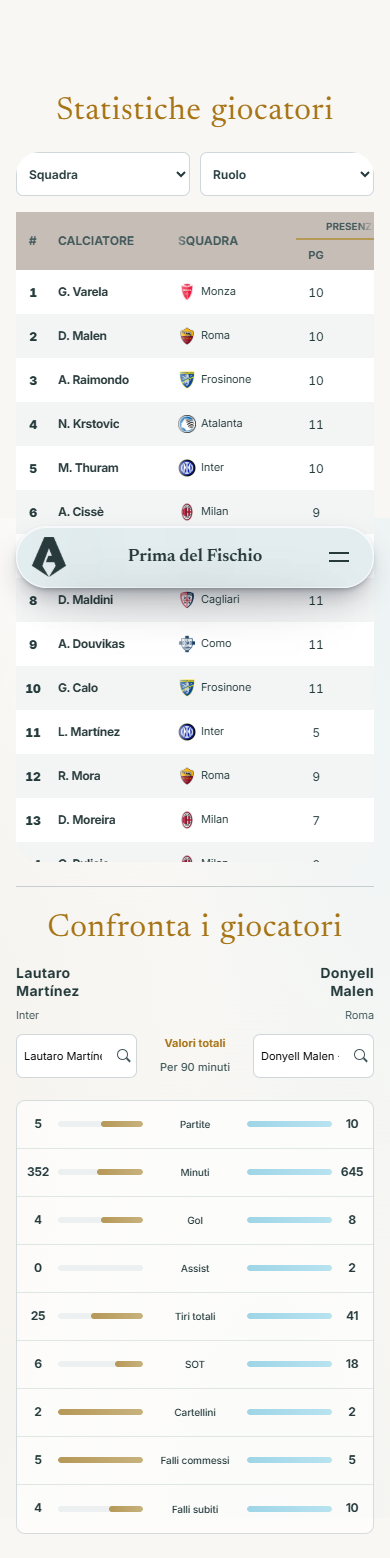 Statistiche giocatori
Squadra Ruolo
PRESENZ
# CALCIATORE SQUADRA
PG
1 G. Varela Monza 10
2 D. Malen Roma 10
3 A. Raimondo Frosinone 10
4 N. Krstovic Atalanta 11
5 M. Thuram Inter 10
6 A. Cissè Milan 9
Prima del Fischio
8 D. Maldini Cagliari 11
9 A. Douvikas Como 11
10 G. Calo Frosinone 11
11 L. Martínez Inter 5
12 R. Mora Roma 9
13 D. Moreira Milan 7
Confronta i giocatori
Lautaro Donyell
Martínez Malen
Inter Roma
Valori totali
Lautaro Martíne Donyell Malen ·
Per 90 minuti
5 Partite 10
352 Minuti 645
4 Gol 8
0 Assist 2
25 Tiri totali 41
6 SOT 18
2 Cartellini 2
5 Falli commessi 5
4 Falli subiti 10